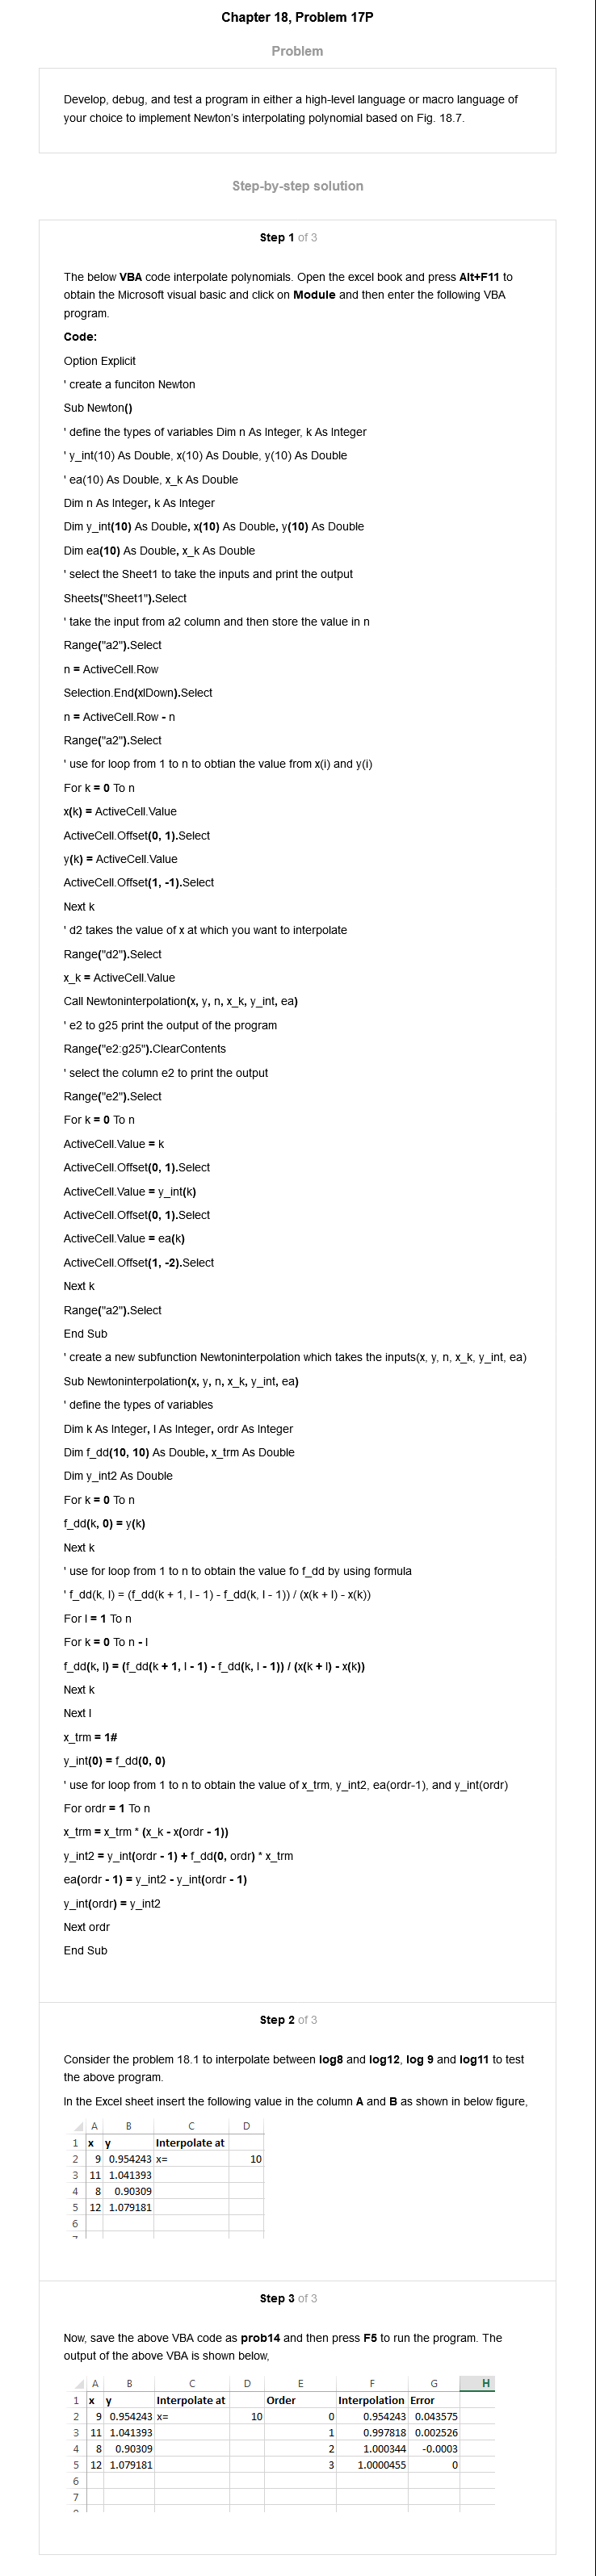 Chapter 18, Problem 17P
Problem
Develop, debug, and test a program in either a high-level language or macro language of
your choice to implement Newton's interpolating polynomial based on Fig. 18.7.
Step-by-step solution
Step 1 of 3
The below VBA code interpolate polynomials. Open the excel book and press Alt+F11 to
obtain the Microsoft visual basic and click on Module and then enter the following VBA
program.
Code:
Option Explicit
' create a funciton Newton
Sub Newton()
' define the types of variables Dim n As Integer, k As Integer
' y_int(10) As Double, x(10) As Double, y(10) As Double
' ea(10) As Double, x_k As Double
Dim n As Integer, k As Integer
Dim y_int(10) As Double, x(10) As Double, y(10) As Double
Dim ea(10) As Double, x_k As Double
' select the Sheet1 to take the inputs and print the output
Sheets("Sheet1").Select
' take the input from a2 column and then store the value in n
Range("a2").Select
n = ActiveCell.Row
Selection.End(xlDown).Select
n = ActiveCell.Row - n
Range("a2").Select
' use for loop from 1 to n to obtian the value from x(i) and y(i)
For k = 0 To n
x(k) = ActiveCell.Value
ActiveCell.Offset(0, 1).Select
y(k) = ActiveCell.Value
ActiveCell.Offset(1, -1).Select
Next k
' d2 takes the value of x at which you want to interpolate
Range("d2").Select
x_k = ActiveCell.Value
Call Newtoninterpolation(x, y, n, x_k, y_int, ea)
' e2 to g25 print the output of the program
Range("e2:g25").ClearContents
' select the column e2 to print the output
Range("e2").Select
For k = 0 To n
ActiveCell.Value = k
ActiveCell.Offset(0, 1).Select
ActiveCell.Value = y_int(k)
ActiveCell.Offset(0, 1).Select
ActiveCell.Value = ea(k)
ActiveCell.Offset(1, -2).Select
Next k
Range("a2").Select
End Sub
' create a new subfunction Newtoninterpolation which takes the inputs(x, y, n, x_k, y_int, ea)
Sub Newtoninterpolation(x, y, n, x_k, y_int, ea)
' define the types of variables
Dim k As Integer, l As Integer, ordr As Integer
Dim f_dd(10, 10) As Double, x_trm As Double
Dim y_int2 As Double
For k = 0 To n
f_dd(k, 0) = y(k)
Next k
' use for loop from 1 to n to obtain the value fo f_dd by using formula
' f_dd(k, l) = (f_dd(k + 1, l - 1) - f_dd(k, l - 1)) / (x(k + l) - x(k))
For l = 1 To n
For k = 0 To n - l
f_dd(k, l) = (f_dd(k + 1, l - 1) - f_dd(k, l - 1)) / (x(k + l) - x(k))
Next k
Next l
x_trm = 1#
y_int(0) = f_dd(0, 0)
' use for loop from 1 to n to obtain the value of x_trm, y_int2, ea(ordr-1), and y_int(ordr)
For ordr = 1 To n
x_trm = x_trm * (x_k - x(ordr - 1))
y_int2 = y_int(ordr - 1) + f_dd(0, ordr) * x_trm
ea(ordr - 1) = y_int2 - y_int(ordr - 1)
y_int(ordr) = y_int2
Next ordr
End Sub
Step 2 of 3
Consider the problem 18.1 to interpolate between log8 and log12, log 9 and log11 to test
the above program.
In the Excel sheet insert the following value in the column A and B as shown in below figure,
A B C D
1 x y Interpolate at
2 9 0.954243 x= 10
3 11 1.041393
4 8 0.90309
5 12 1.079181
6
Step 3 of 3
Now, save the above VBA code as prob14 and then press F5 to run the program. The
output of the above VBA is shown below,
A B C D E F G H
1 x y Interpolate at Order Interpolation Error
2 9 0.954243 x= 10 0 0.954243 0.043575
3 11 1.041393 1 0.997818 0.002526
4 8 0.90309 2 1.000344 -0.0003
5 12 1.079181 3 1.0000455 0
6
7